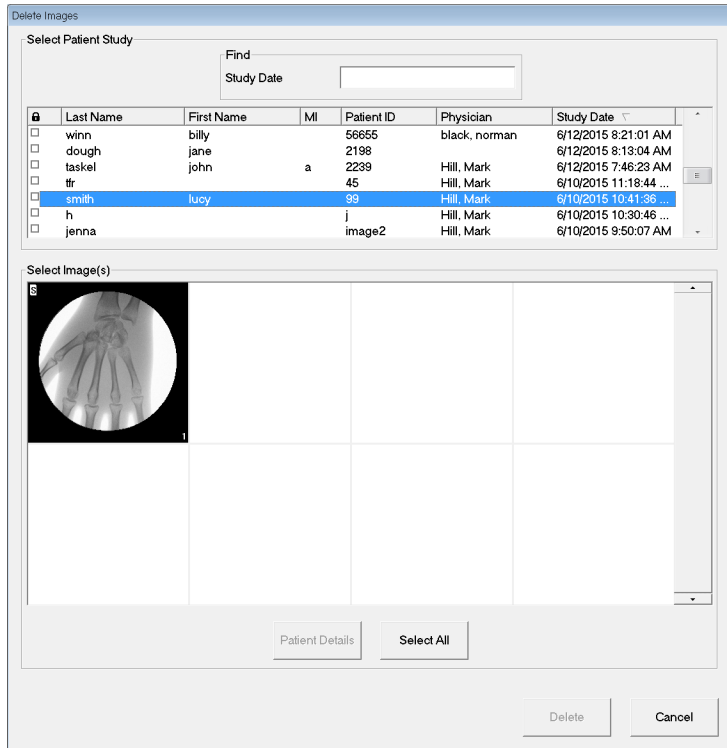 Delete Images
Select Patient Study
Find
Study Date
Last Name First Name MI Patient ID Physician Study Date
winn billy 56655 black, norman 6/12/2015 8:21:01 AM
dough jane 2198 6/12/2015 8:13:04 AM
taskel john a 2239 Hill, Mark 6/12/2015 7:46:23 AM
tfr 45 Hill, Mark 6/10/2015 11:18:44 ...
smith lucy 99 Hill, Mark 6/10/2015 10:41:36 ...
h j Hill, Mark 6/10/2015 10:30:46 ...
jenna image2 Hill, Mark 6/10/2015 9:50:07 AM
Select Image(s)
S
1
Patient Details Select All
Delete Cancel